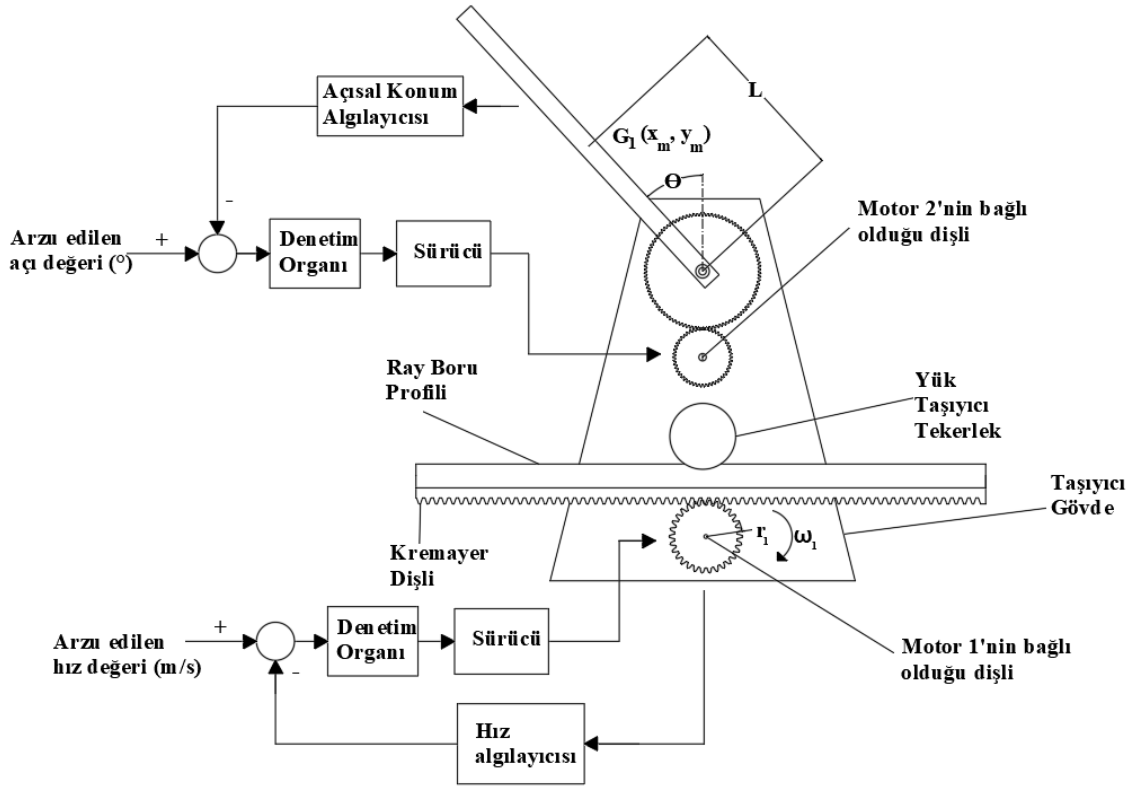 Açısal Konum
Algılayıcısı
L
G1 (xm, ym)
Θ
-
Motor 2'nin bağlı
olduğu dişli
Arzu edilen
açı değeri (°)
+
Denetim
Organı
Sürücü
Ray Boru
Profili
Yük
Taşıyıcı
Tekerlek
Taşıyıcı
Gövde
r1
ω1
Kremayer
Dişli
Arzu edilen
hız değeri (m/s)
+
-
Denetim
Organı
Sürücü
Motor 1'nin bağlı
olduğu dişli
Hız
algılayıcısı